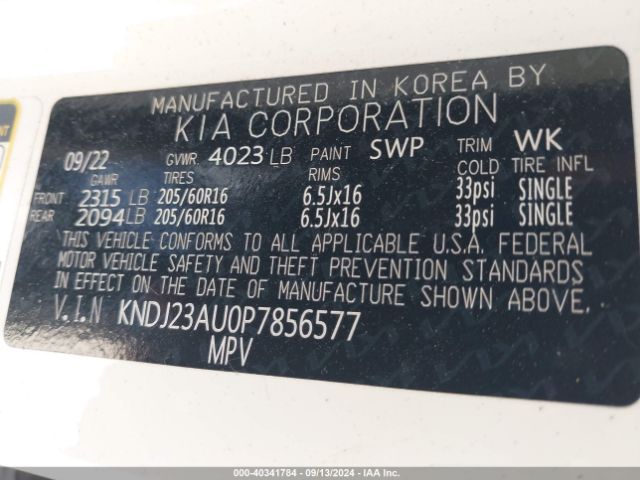 MANUFACTURED IN KOREA BY
KIA CORPORATION
09/22 GVWR. 4023 LB PAINT SWP TRIM WK
GAWR TIRES RIMS COLD TIRE INFL
FRONT 2315 LB 205/60R16 6.5Jx16 33psi SINGLE
REAR 2094 LB 205/60R16 6.5Jx16 33psi SINGLE
THIS VEHICLE CONFORMS TO ALL APPLICABLE U.S.A. FEDERAL
MOTOR VEHICLE SAFETY AND THEFT PREVENTION STANDARDS
IN EFFECT ON THE DATE OF MANUFACTURE SHOWN ABOVE.
V.I.N KNDJ23AU0P7856577
MPV
000-40341784 - 09/13/2024 - IAA Inc.